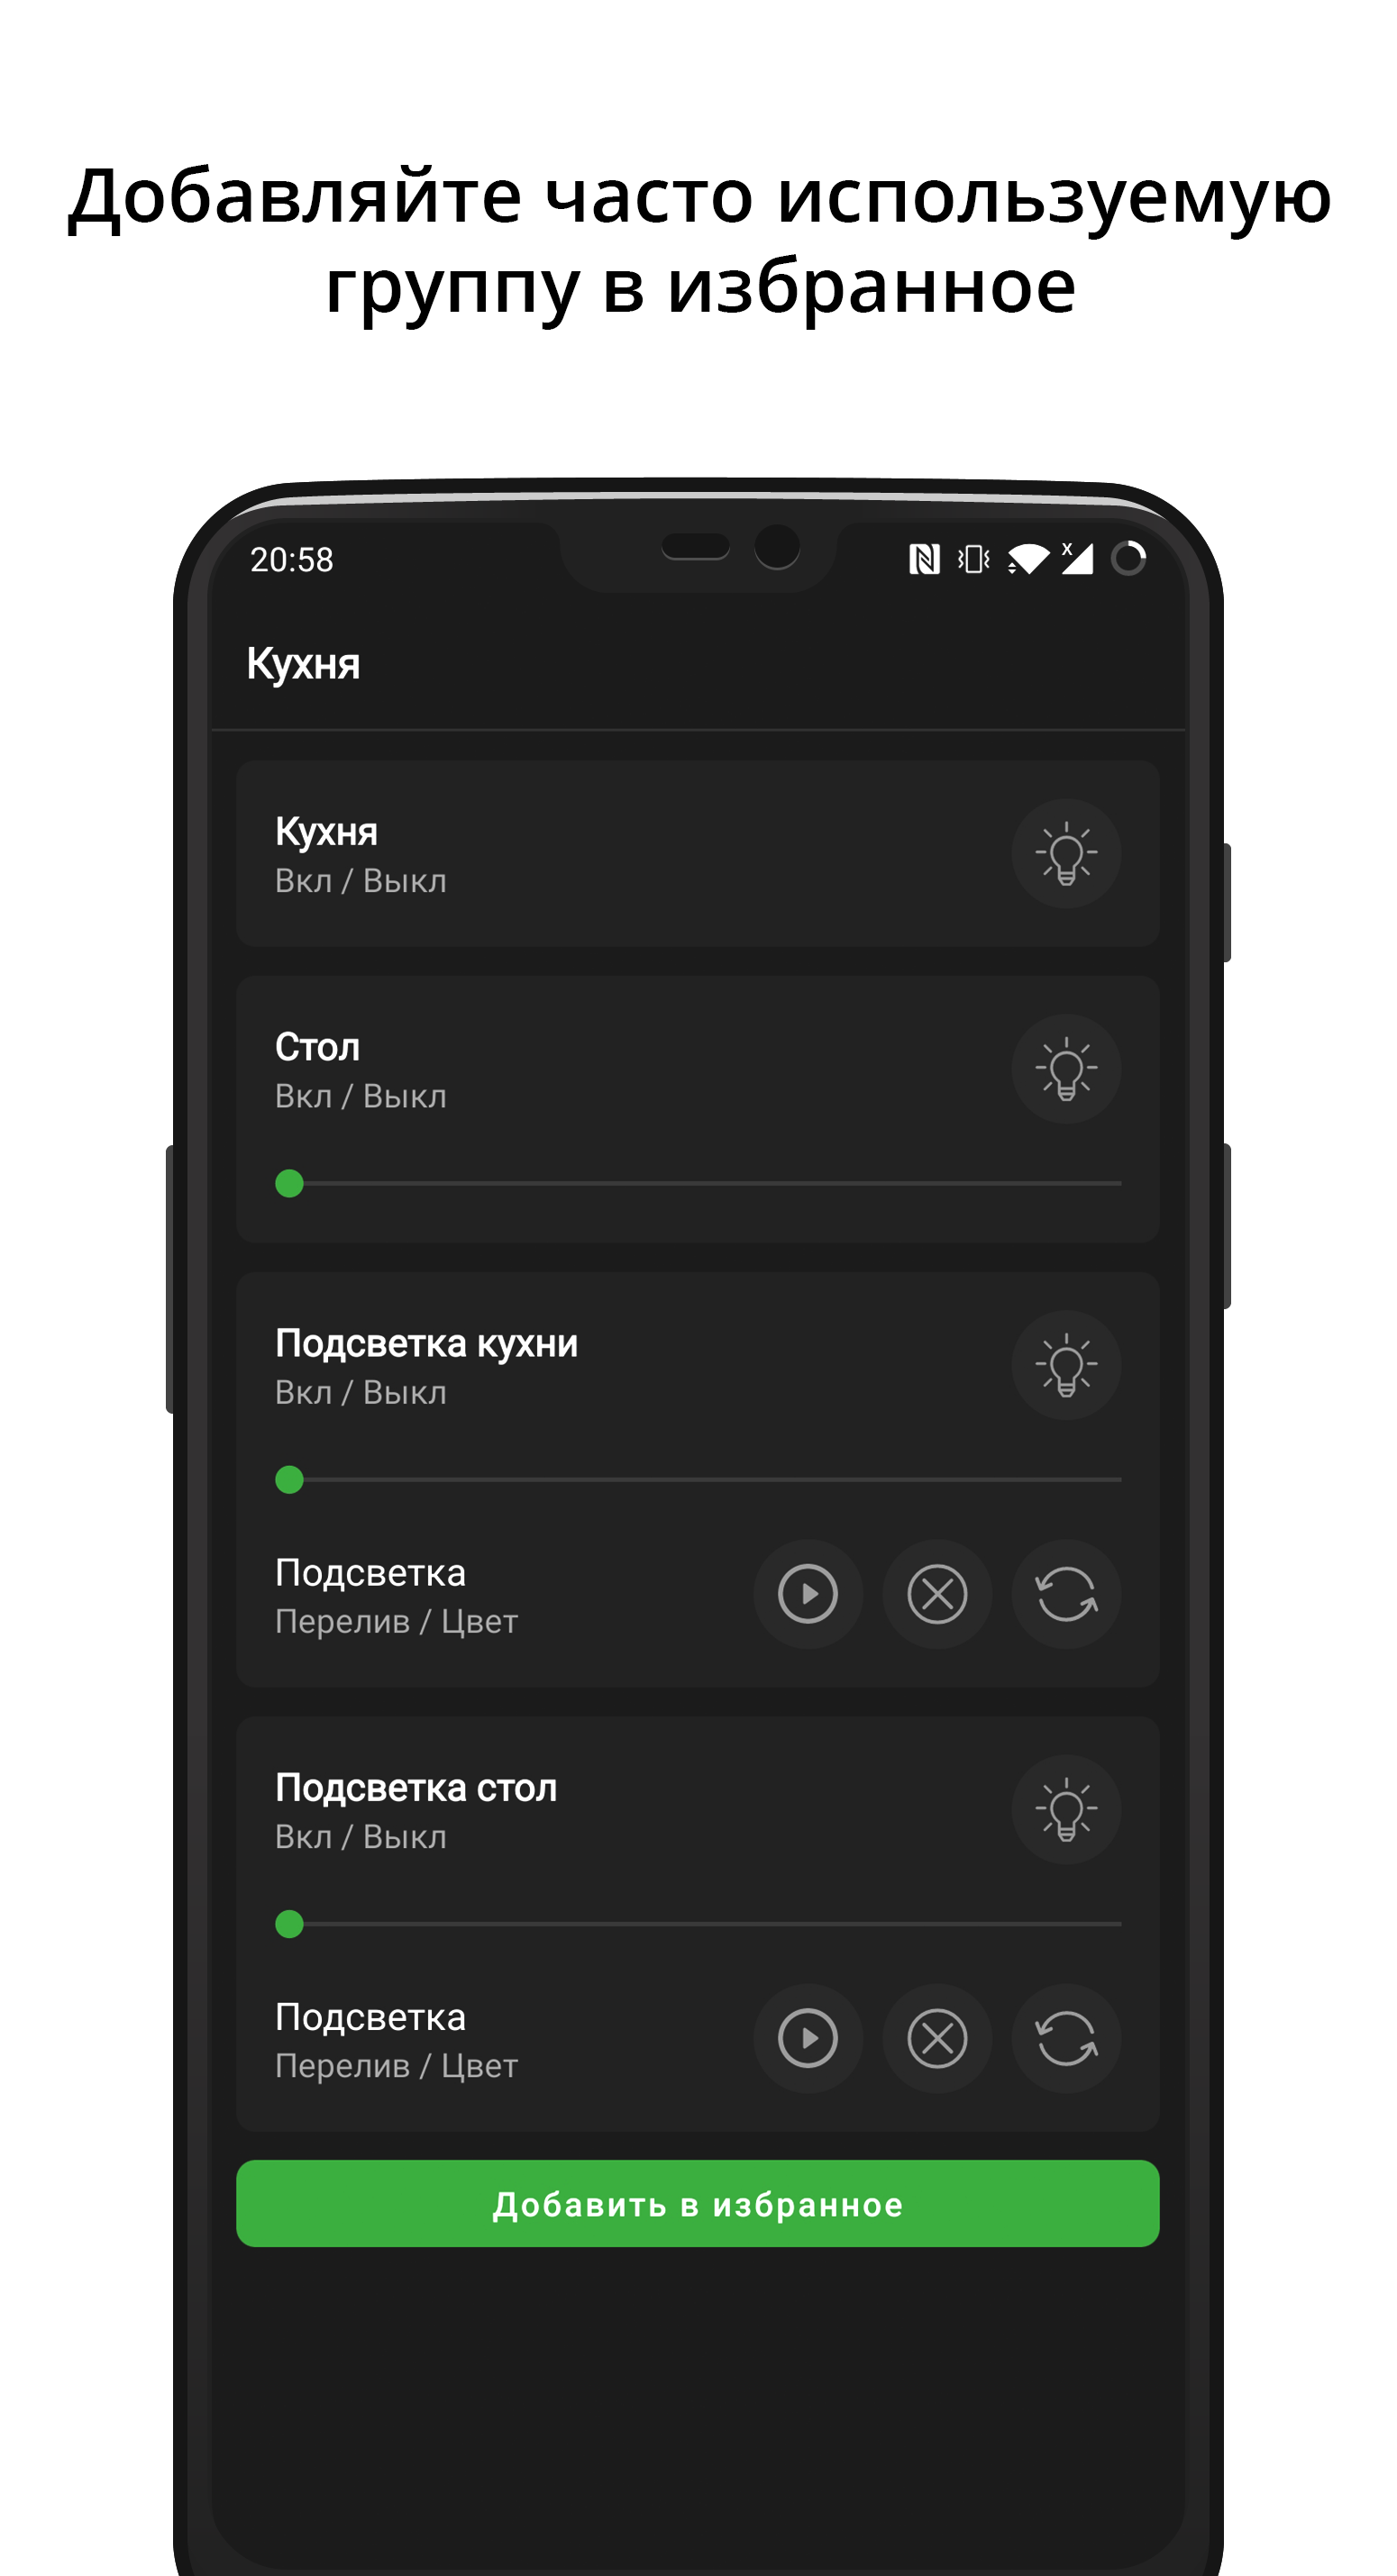 Добавляйте часто используемую
группу в избранное
20:58
x
Кухня
Кухня
Вкл / Выкл
Стол
Вкл / Выкл
Подсветка кухни
Вкл / Выкл
Подсветка
Перелив / Цвет
Подсветка стол
Вкл / Выкл
Подсветка
Перелив / Цвет
Добавить в избранное